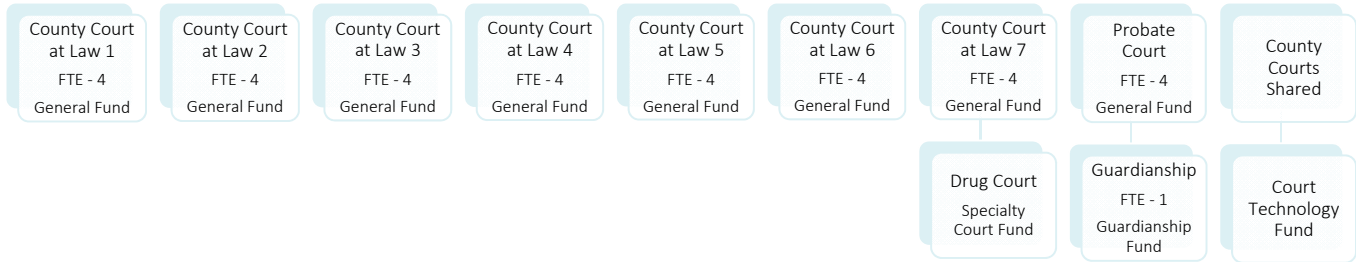 County Court
at Law 1
FTE - 4
General Fund
County Court
at Law 2
FTE - 4
General Fund
County Court
at Law 3
FTE - 4
General Fund
County Court
at Law 4
FTE - 4
General Fund
County Court
at Law 5
FTE - 4
General Fund
County Court
at Law 6
FTE - 4
General Fund
County Court
at Law 7
FTE - 4
General Fund
Probate
Court
FTE - 4
General Fund
County
Courts
Shared
Drug Court
Specialty
Court Fund
Guardianship
FTE - 1
Guardianship
Fund
Court
Technology
Fund